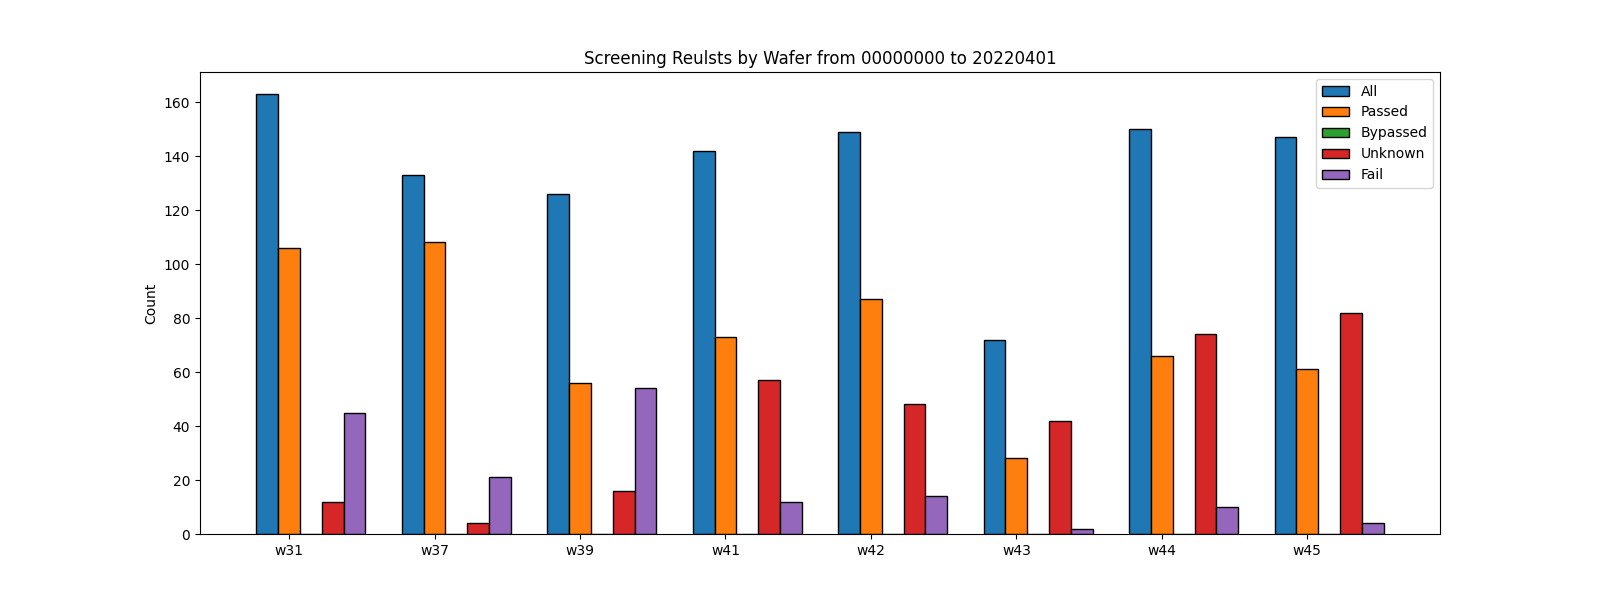 Screening Reulsts by Wafer from 00000000 to 20220401
All
Passed
Bypassed
Unknown
Fail
Count
160
140
120
100
80
60
40
20
0
w31 w37 w39 w41 w42 w43 w44 w45